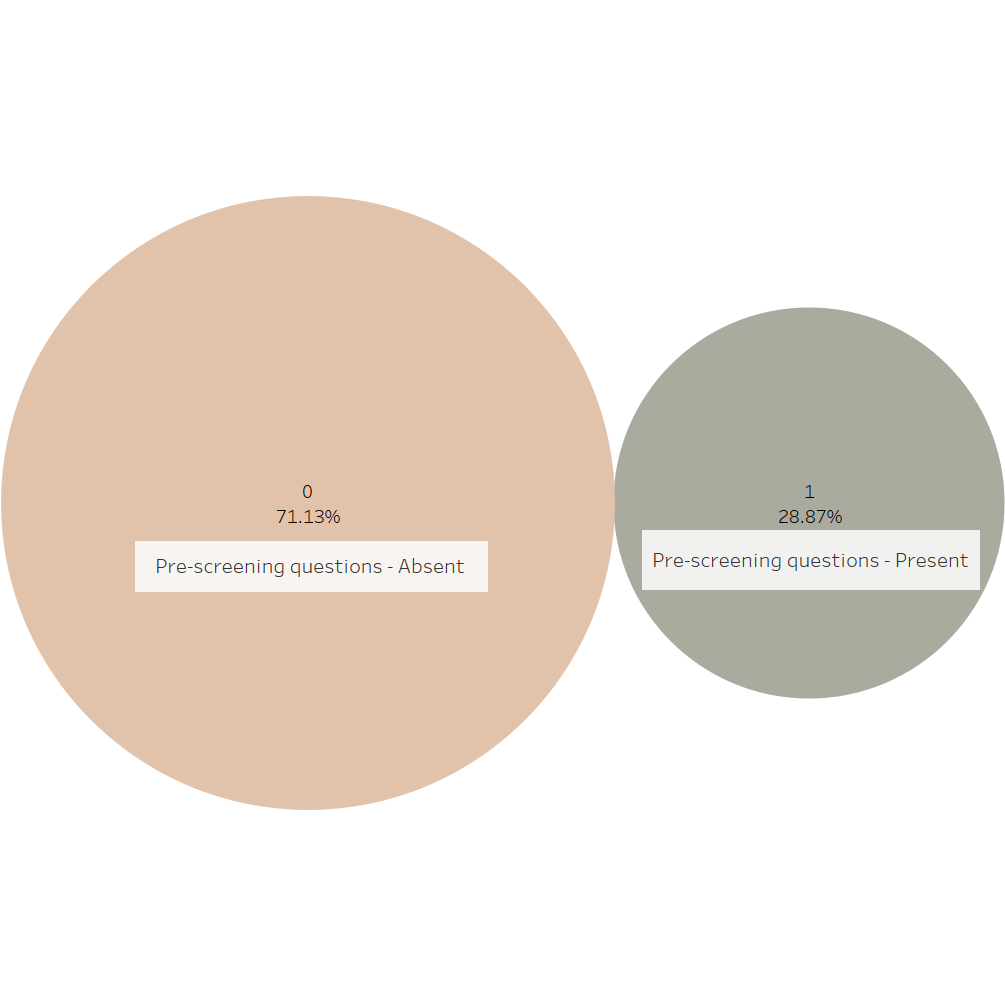 0
71.13%
Pre-screening questions - Absent
1
28.87%
Pre-screening questions - Present